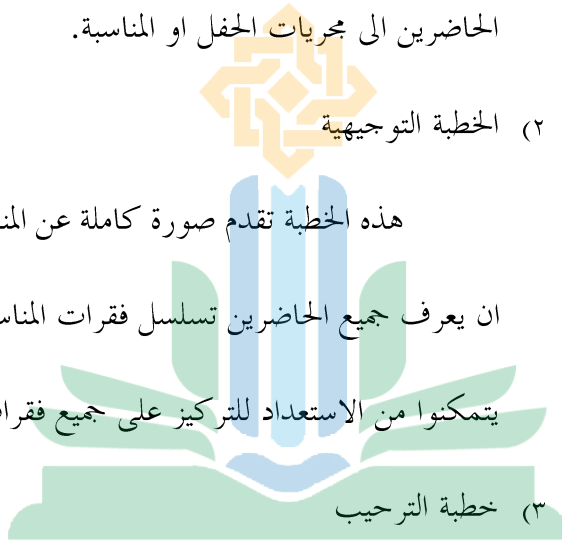 الحاضرين الى مجريات الحفل او المناسبة.
٢) الخطبة التوجيهية
هذه الخطبة تقدم صورة كاملة عن
ان يعرف جميع الحاضرين تسلسل فقرات
يتمكنوا من الاستعداد للتركيز على جميع
٣) خطبة الترحيب